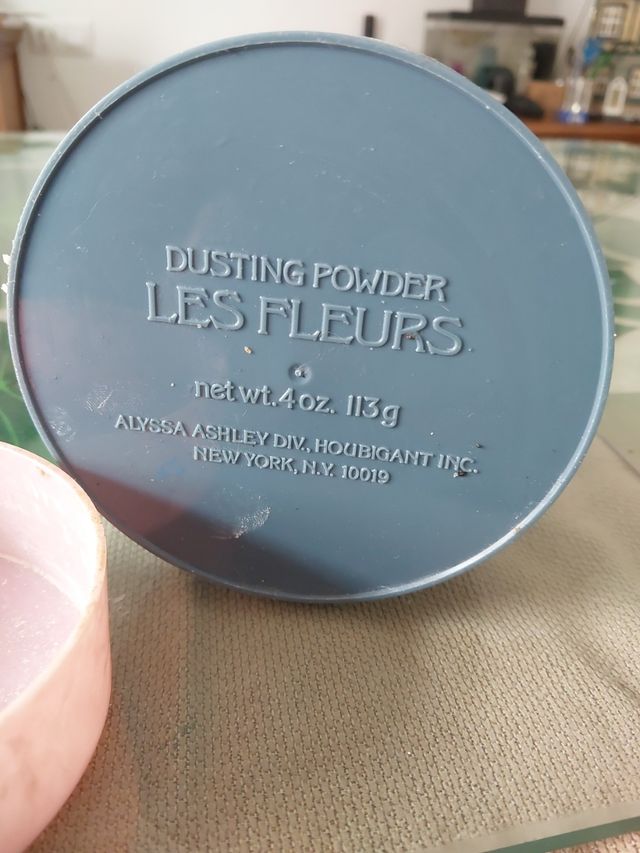 DUSTING POWDER
LES FLEURS
net wt. 4 oz. 113g
ALYSSA ASHLEY DIV., HOUBIGANT INC.
NEW YORK, N.Y. 10019